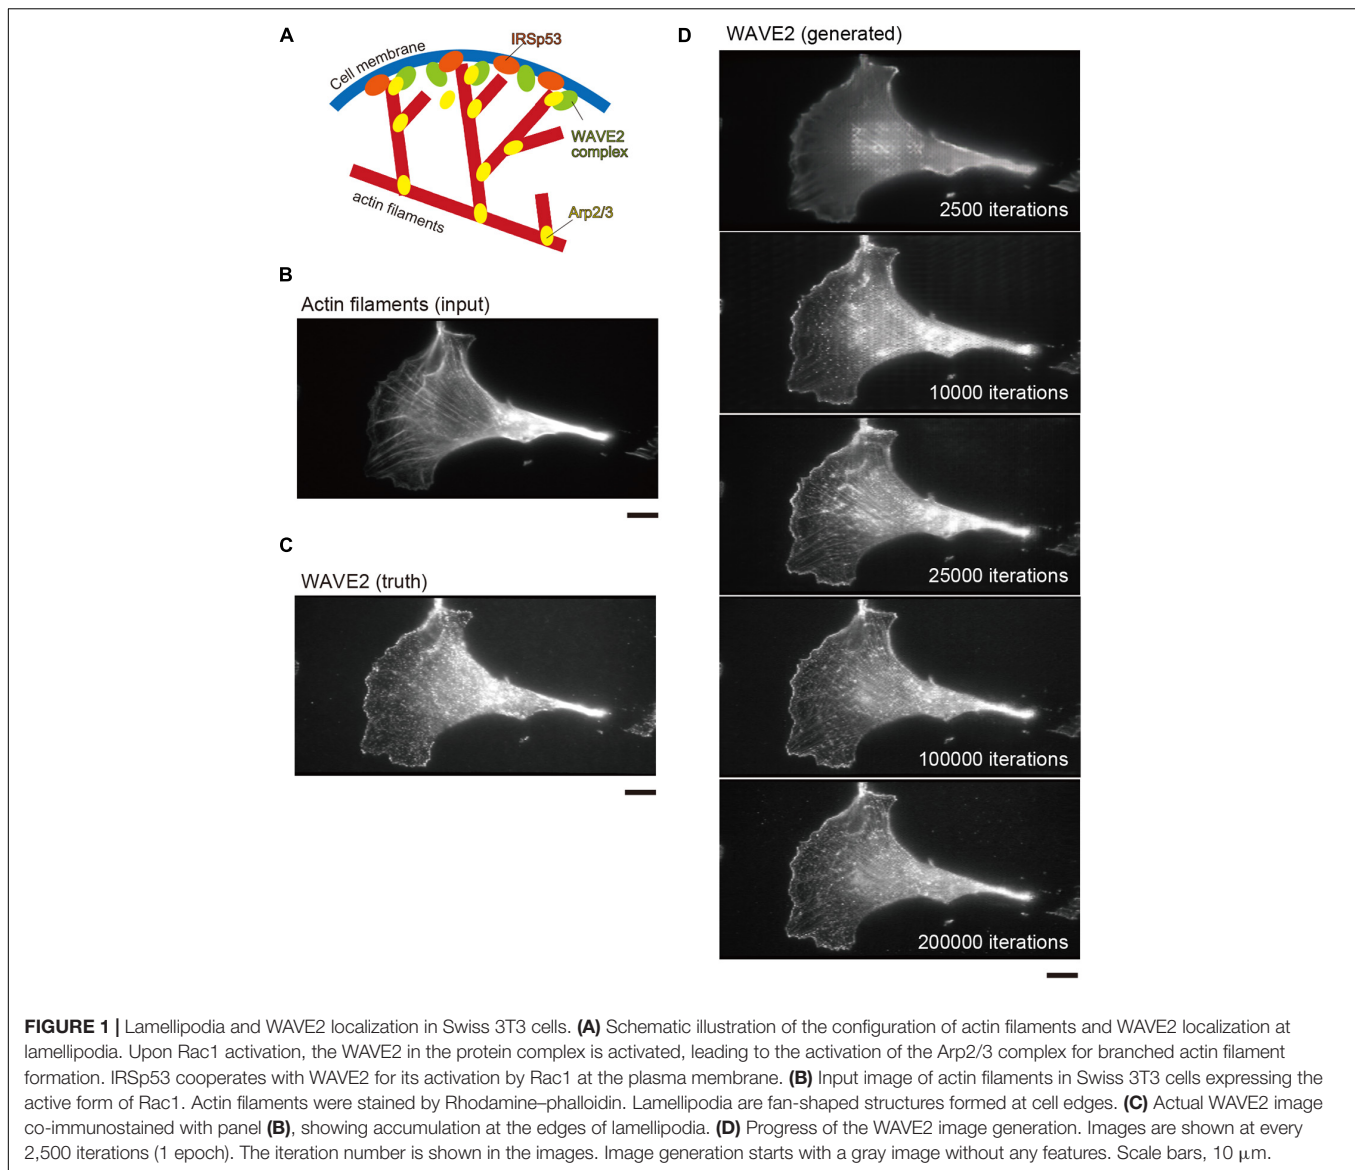 A
Cell membrane
IRSp53
WAVE2
complex
actin filaments
Arp2/3
B
Actin filaments (input)
C
WAVE2 (truth)
D
WAVE2 (generated)
2500 iterations
10000 iterations
25000 iterations
100000 iterations
200000 iterations
FIGURE 1 | Lamellipodia and WAVE2 localization in Swiss 3T3 cells. (A) Schematic illustration of the configuration of actin filaments and WAVE2 localization at
lamellipodia. Upon Rac1 activation, the WAVE2 in the protein complex is activated, leading to the activation of the Arp2/3 complex for branched actin filament
formation. IRSp53 cooperates with WAVE2 for its activation by Rac1 at the plasma membrane. (B) Input image of actin filaments in Swiss 3T3 cells expressing the
active form of Rac1. Actin filaments were stained by Rhodamine–phalloidin. Lamellipodia are fan-shaped structures formed at cell edges. (C) Actual WAVE2 image
co-immunostained with panel (B), showing accumulation at the edges of lamellipodia. (D) Progress of the WAVE2 image generation. Images are shown at every
2,500 iterations (1 epoch). The iteration number is shown in the images. Image generation starts with a gray image without any features. Scale bars, 10 μm.